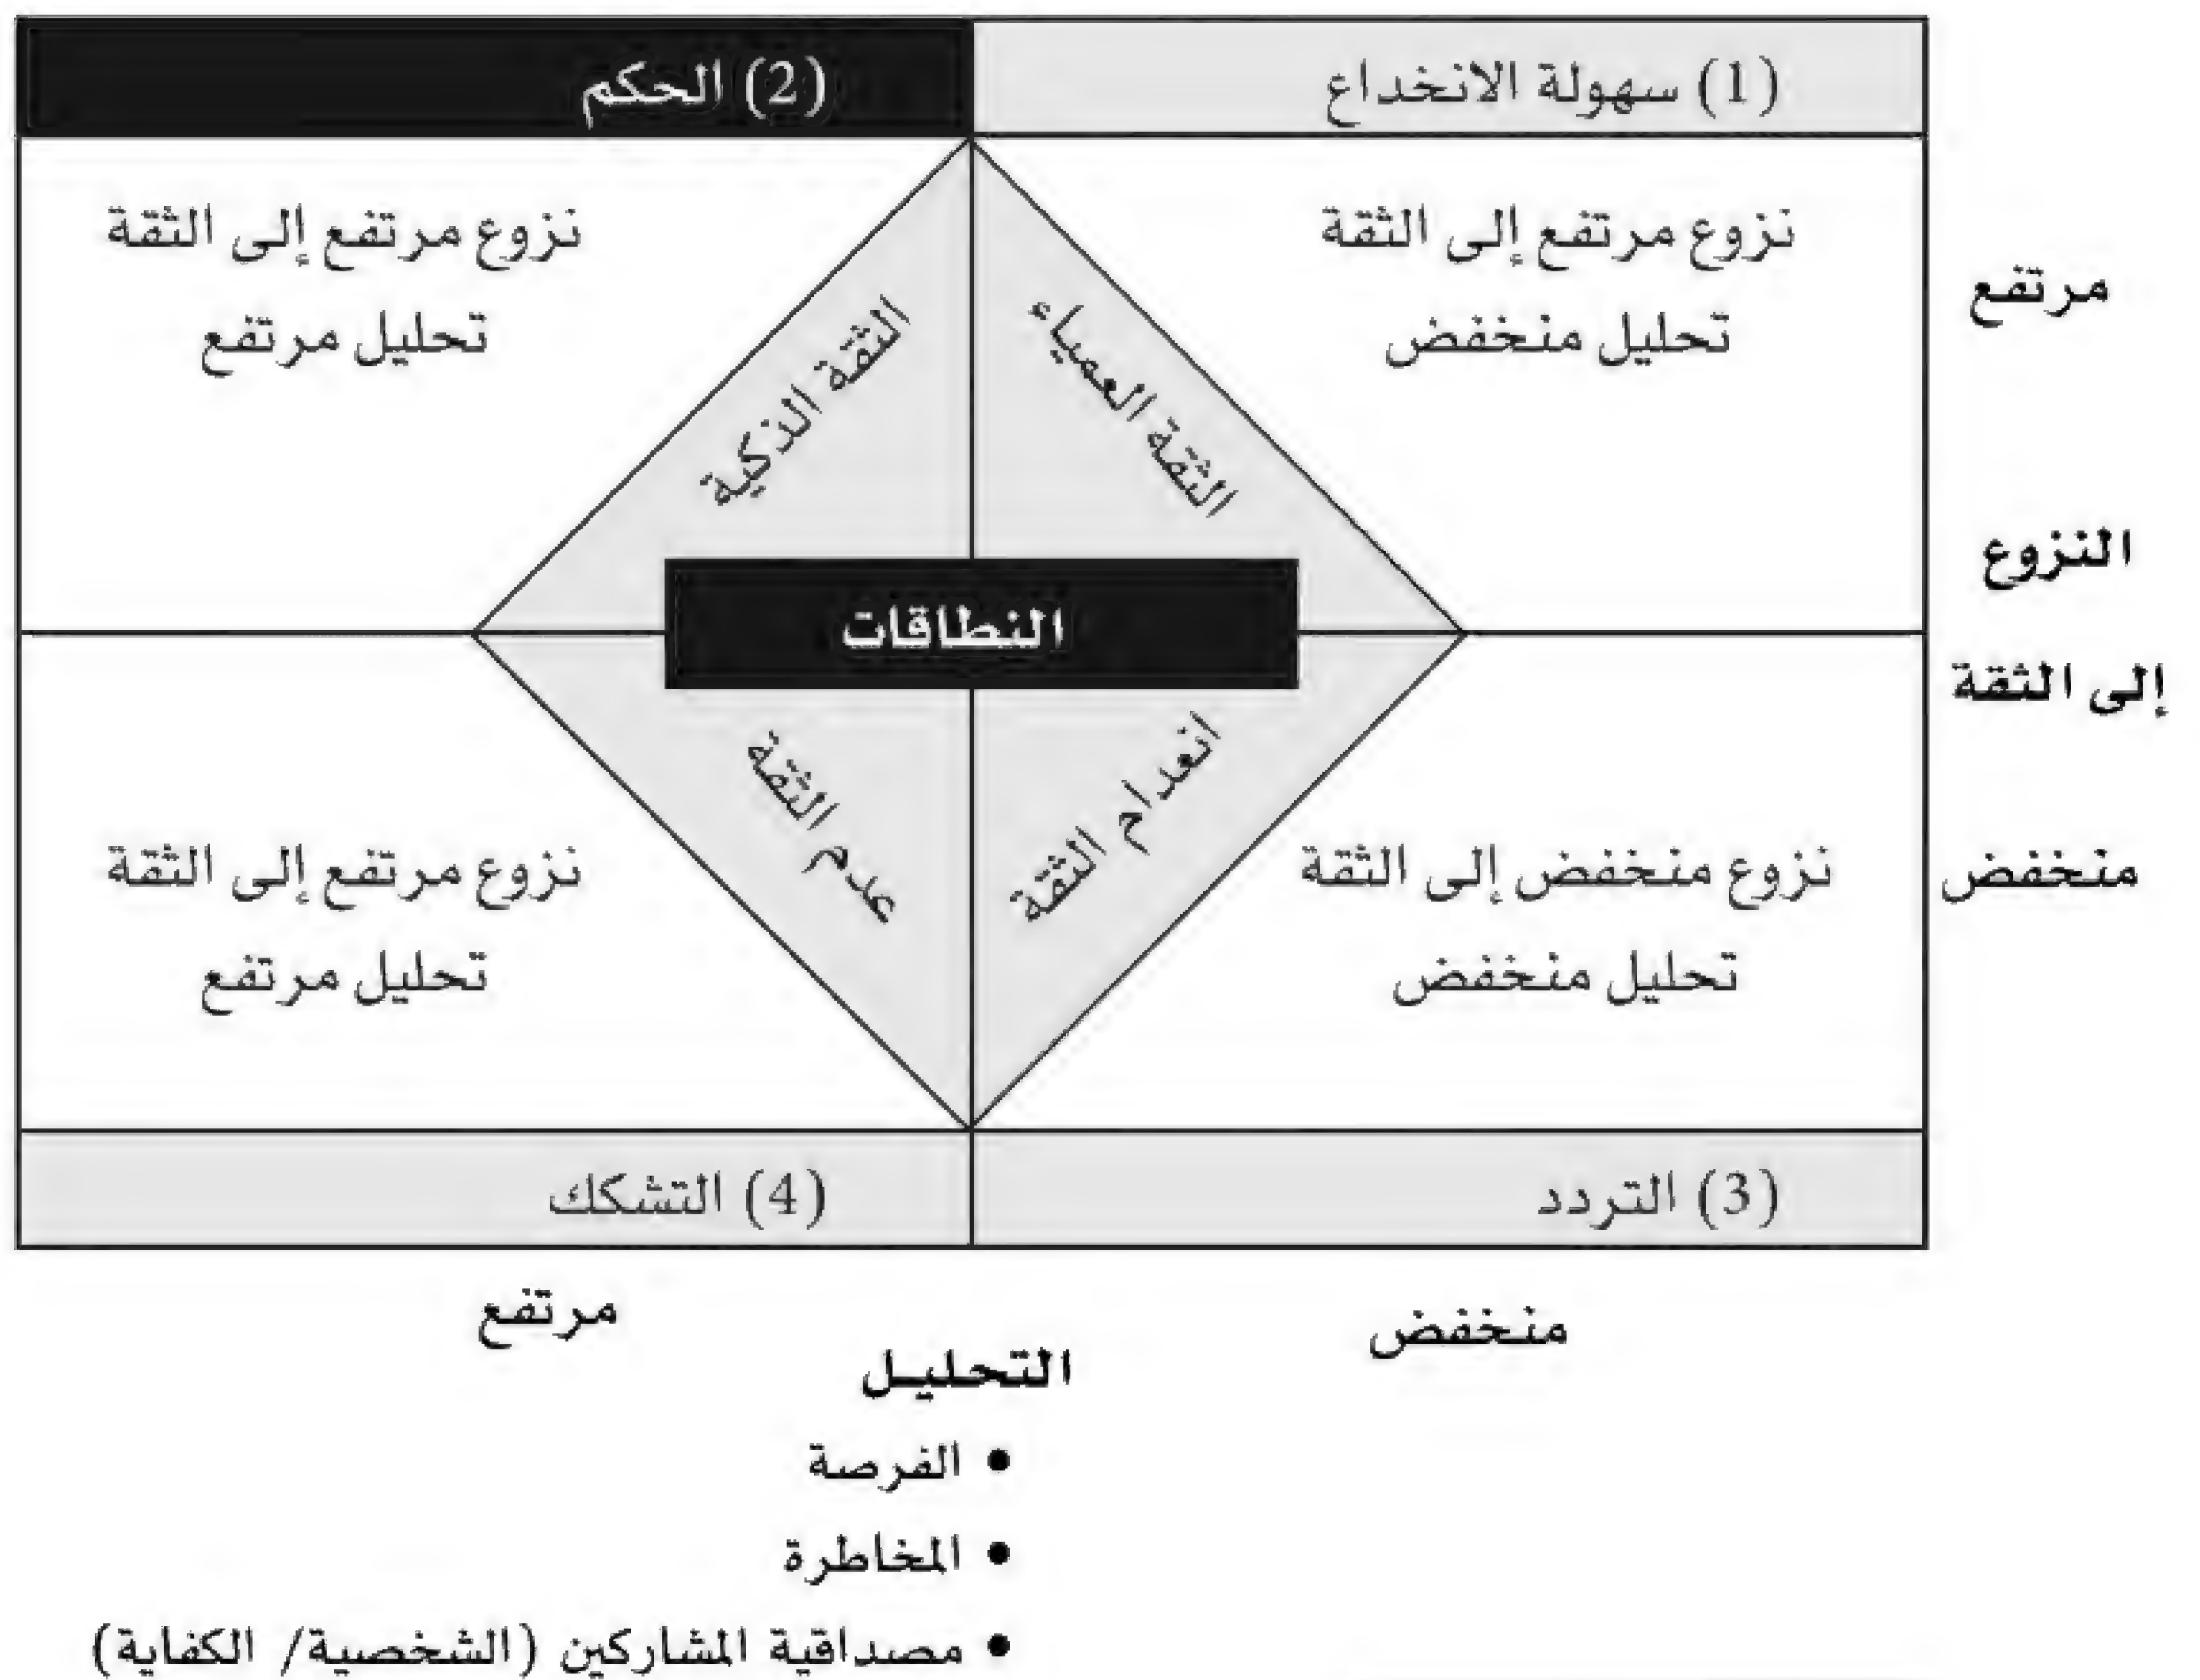 (1) سهولة الانخداع
(2) الحكم
نزوع مرتفع إلى الثقة
تحليل منخفض
نزوع مرتفع إلى الثقة
تحليل مرتفع
مرتفع
الثقة العمياء
الثقة الذكية
النزوع
إلى الثقة
النطاقات
انعدام الثقة
عدم الثقة
نزوع منخفض إلى الثقة
تحليل منخفض
نزوع مرتفع إلى الثقة
تحليل مرتفع
منخفض
(3) التردد
(4) التشكك
منخفض
مرتفع
التحليل
• الفرصة
• المخاطرة
• مصداقية المشاركين (الشخصية/ الكفاية)